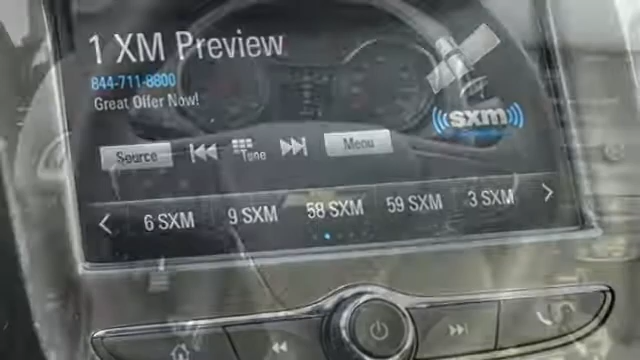 1 XM Preview
844-711-8800
Great Offer Now!
sxm
Source Tune Menu
6 SXM 9 SXM 58 SXM 59 SXM 3 SXM